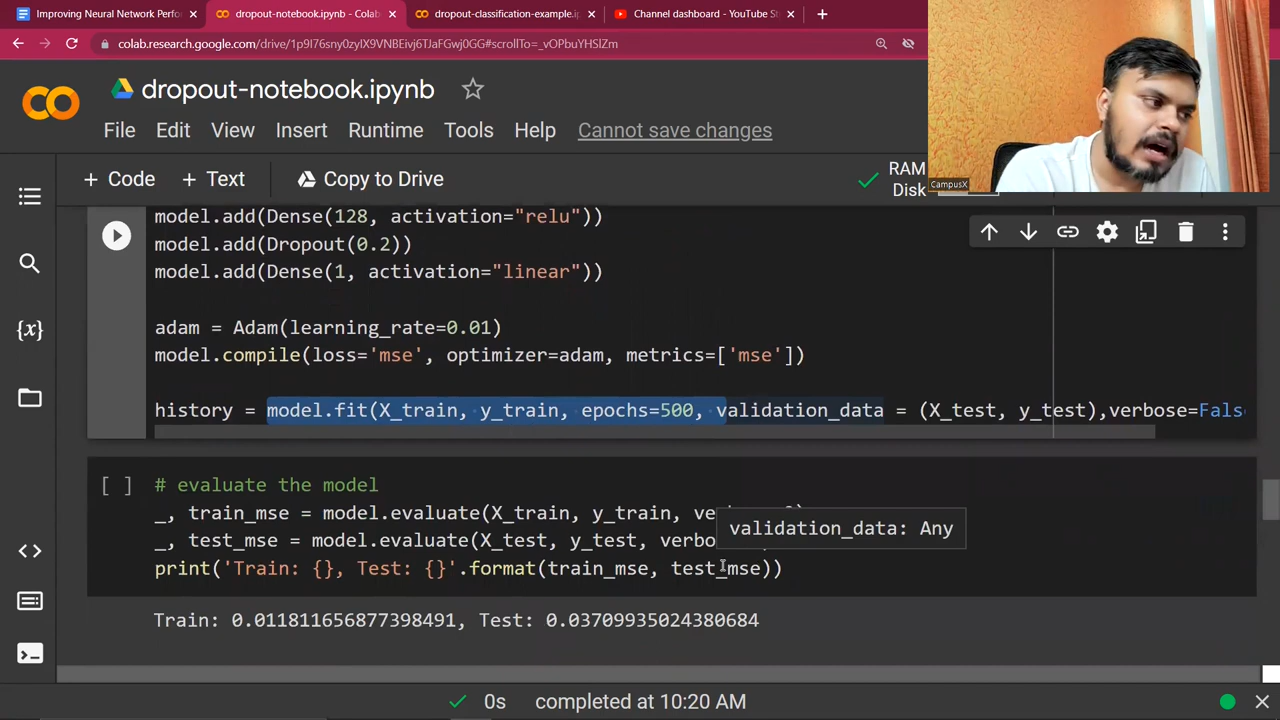 Improving Neural Network Perfo
dropout-notebook.ipynb - Colab
dropout-classification-example.ip
Channel dashboard - YouTube St
colab.research.google.com/drive/1p9I76sny0zyIX9VNBEivj6TJaFGwj0GG#scrollTo=_vOPbuYHSlZm
dropout-notebook.ipynb
File Edit View Insert Runtime Tools Help Cannot save changes
CampusX
+ Code + Text Copy to Drive
RAM
Disk
model.add(Dense(128, activation="relu"))
model.add(Dropout(0.2))
model.add(Dense(1, activation="linear"))
adam = Adam(learning_rate=0.01)
model.compile(loss='mse', optimizer=adam, metrics=['mse'])
history = model.fit(X_train, y_train, epochs=500, validation_data = (X_test, y_test),verbose=Fals
[ ] # evaluate the model
_, train_mse = model.evaluate(X_train, y_train, ve
_, test_mse = model.evaluate(X_test, y_test, verbo
validation_data: Any
print('Train: {}, Test: {}'.format(train_mse, test_mse))
Train: 0.011811656877398491, Test: 0.03709935024380684
0s completed at 10:20 AM